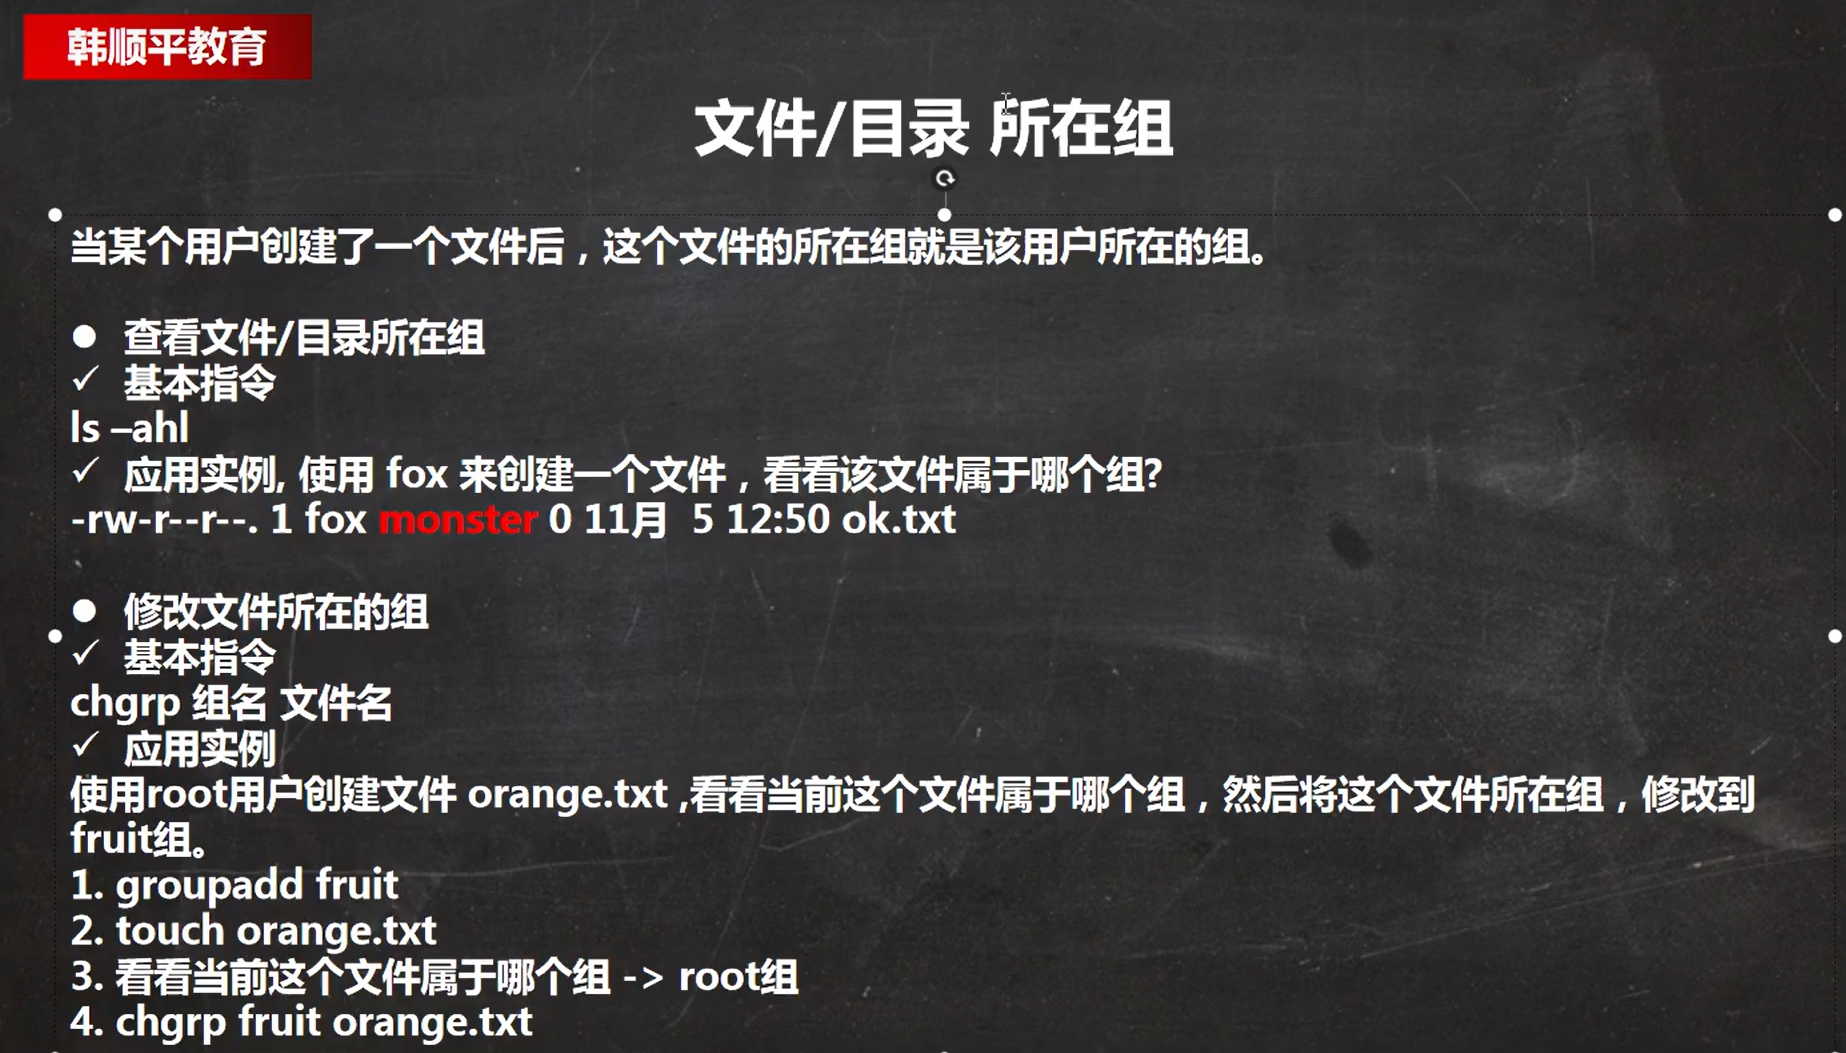 韩顺平教育
文件/目录 所在组
当某个用户创建了一个文件后，这个文件的所在组就是该用户所在的组。
● 查看文件/目录所在组
✓ 基本指令
ls –ahl
✓ 应用实例, 使用 fox 来创建一个文件，看看该文件属于哪个组?
-rw-r--r--. 1 fox monster 0 11月  5 12:50 ok.txt
● 修改文件所在的组
✓ 基本指令
chgrp 组名 文件名
✓ 应用实例
使用root用户创建文件 orange.txt ,看看当前这个文件属于哪个组，然后将这个文件所在组，修改到
fruit组。
1. groupadd fruit
2. touch orange.txt
3. 看看当前这个文件属于哪个组 -> root组
4. chgrp fruit orange.txt